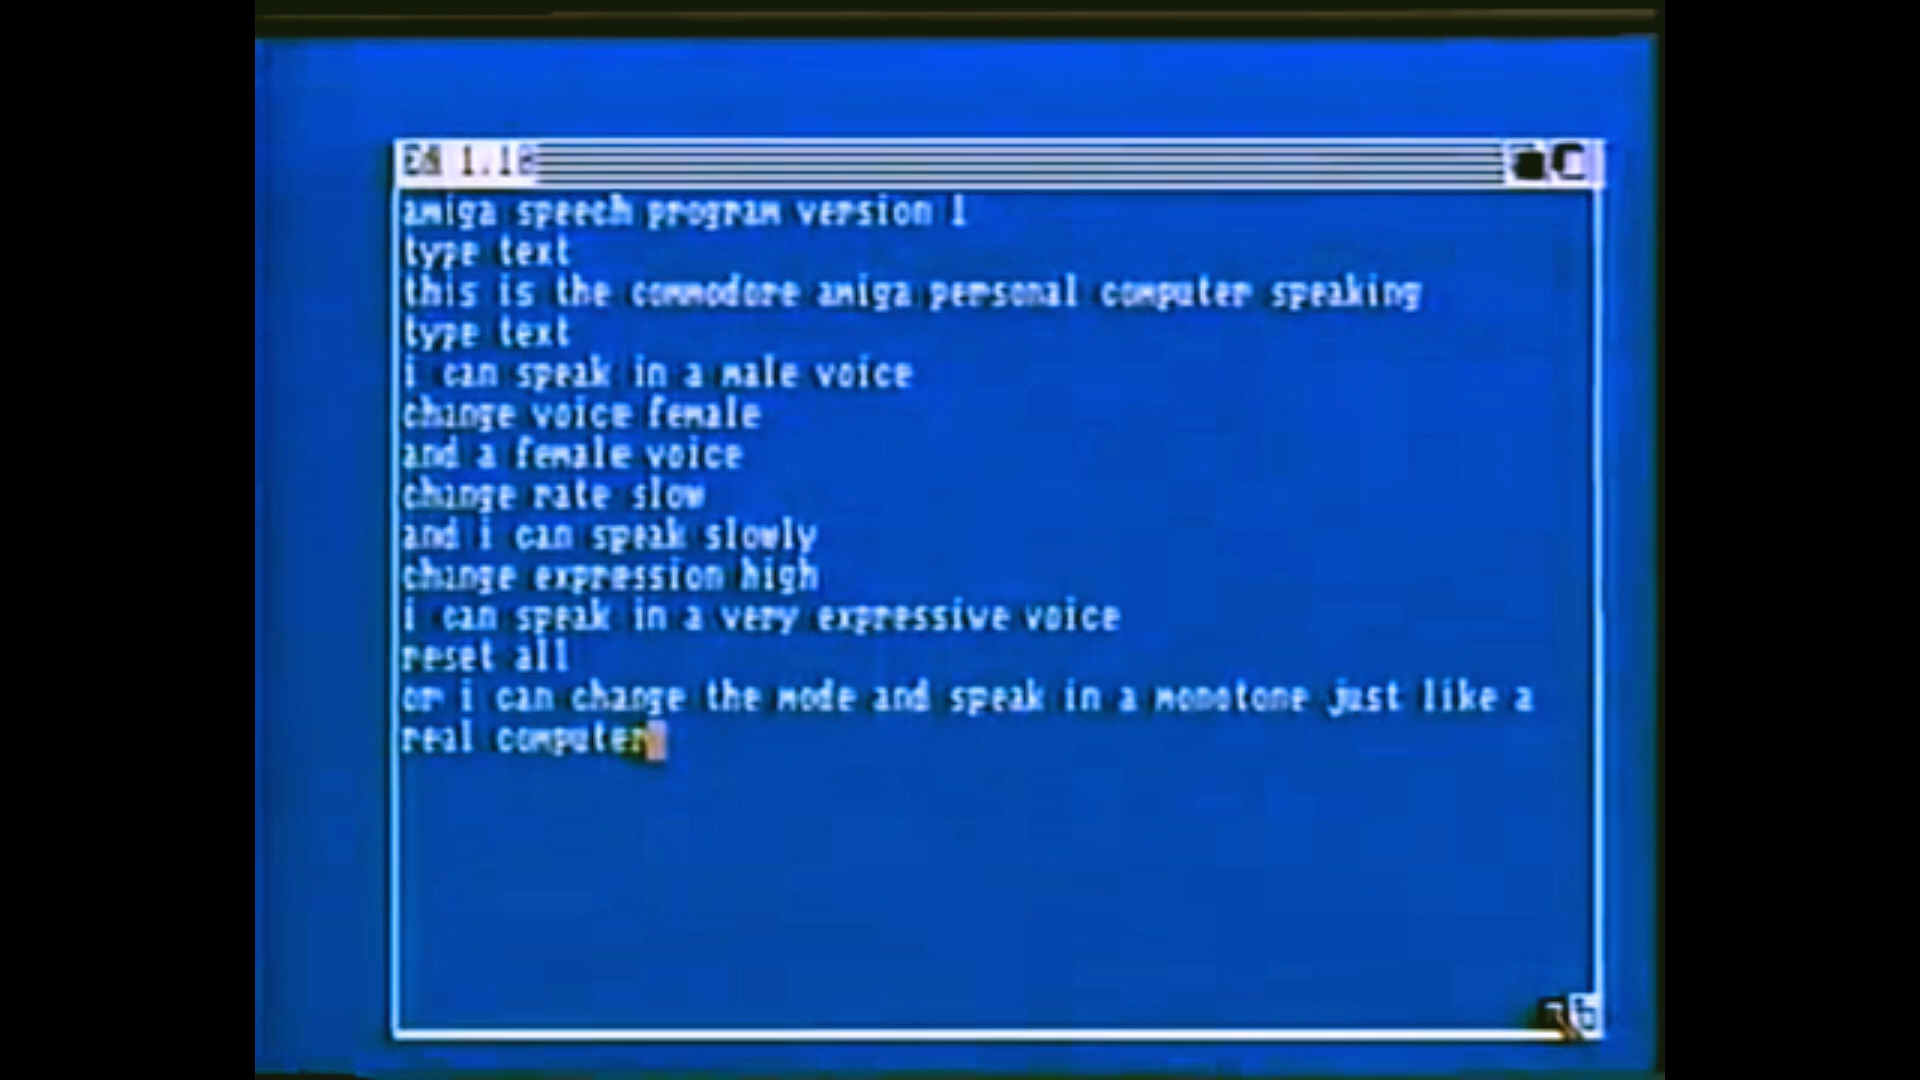 Ed 1.10
amiga speech program version 1
type text
this is the commodore amiga personal computer speaking
type text
i can speak in a male voice
change voice female
and a female voice
change rate slow
and i can speak slowly
change expression high
i can speak in a very expressive voice
reset all
or i can change the mode and speak in a monotone just like a
real computer